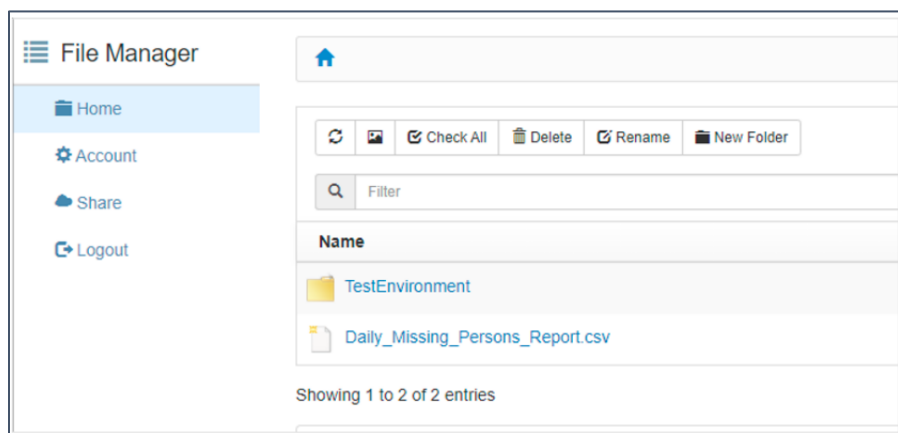 File Manager
Home
Account
Share
Logout
Check All Delete Rename New Folder
Filter
Name
TestEnvironment
Daily_Missing_Persons_Report.csv
Showing 1 to 2 of 2 entries